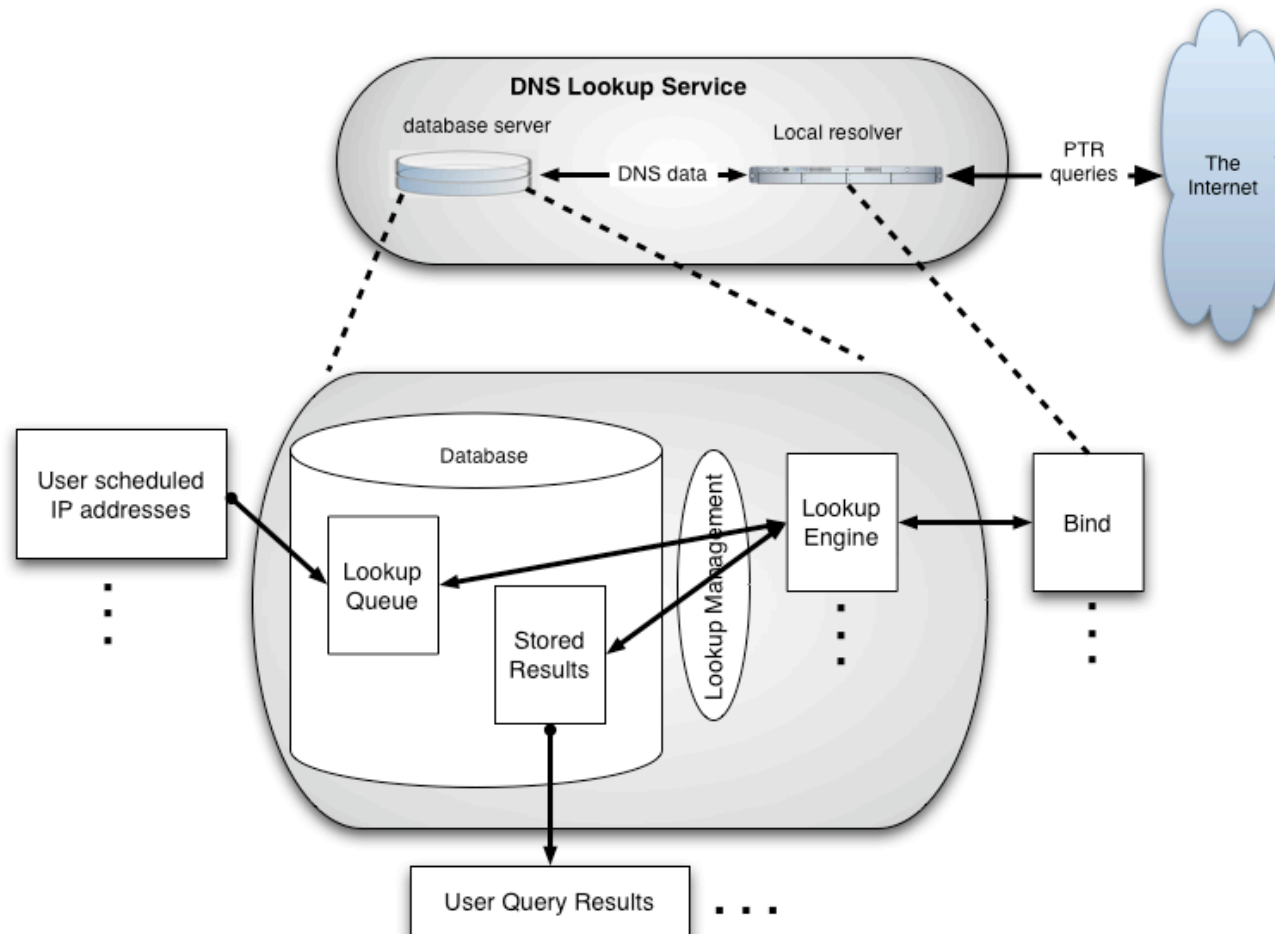 DNS Lookup Service
database server
Local resolver
DNS data
PTR
queries
The
Internet
User scheduled
IP addresses
Database
Lookup
Queue
Stored
Results
Lookup Management
Lookup
Engine
Bind
User Query Results